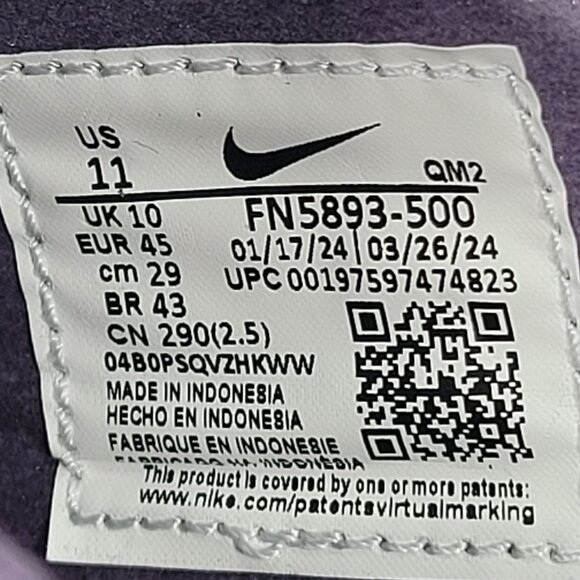 US
11
QM2
UK 10
FN5893-500
EUR 45
01/17/24 | 03/26/24
cm 29
UPC 00197597474823
BR 43
CN 290(2.5)
04B0PSQVZHKWW
MADE IN INDONESIA
HECHO EN INDONESIA
FABRIQUE EN INDONESIE
This product is covered by one or more patents:
www.nike.com/patentsvirtualmarking